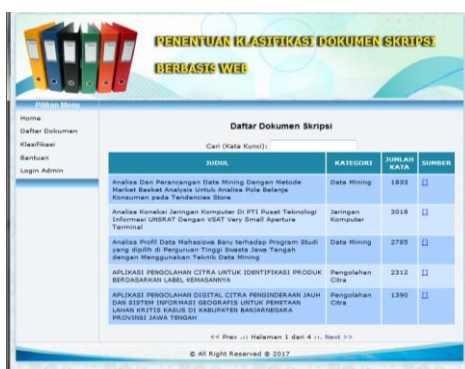 PENENTUAN KLASIFIKASI DOKUMEN SKRIPSI
BERBASIS WEB
Pilihan Menu
Home
Daftar Dokumen
Klasifikasi
Bantuan
Login Admin
Daftar Dokumen Skripsi
Cari (Kata Kunci):
JUDUL KATEGORI JUMLAH KATA SUMBER
Analisa Dan Perancangan Data Mining Dengan Metode
Market Basket Analysis Untuk Analisa Pola Belanja
Konsumen pada Tendencies Store
Data Mining
1833
[]
Analisa Koneksi Jaringan Komputer Di PTI Pusat Teknologi
Informasi UNSRAT Dengan VSAT Very Small Aperture
Terminal
Jaringan
Komputer
3018
[]
Analisa Profil Data Mahasiswa Baru terhadap Program Studi
yang dipilih di Perguruan Tinggi Swasta Jawa Tengah
dengan Menggunakan Teknik Data Mining
Data Mining
2785
[]
APLIKASI PENGOLAHAN CITRA UNTUK IDENTIFIKASI PRODUK
BERDASARKAN LABEL KEMASANNYA
Pengolahan
Citra
2312
[]
APLIKASI PENGOLAHAN DIGITAL CITRA PENGINDERAAN JAUH
DAN SISTEM INFORMASI GEOGRAFIS UNTUK PEMETAAN
LAHAN KRITIS KASUS DI KABUPATEN BANJARNEGARA
PROVINSI JAWA TENGAH
Pengolahan
Citra
1390
[]
<< Prev .:: Halaman 1 dari 4 ::. Next >>
© All Right Reserved @ 2017